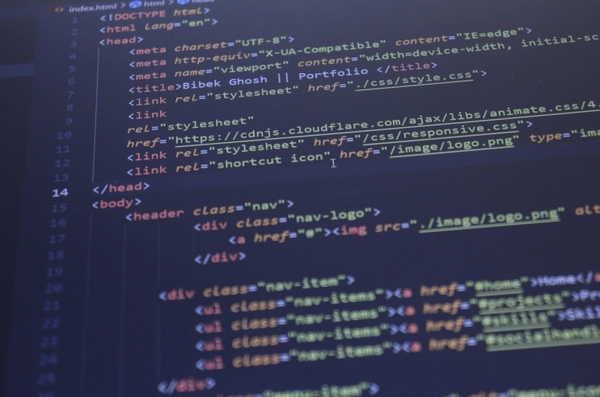 index.html > html > head
1 <!DOCTYPE html>
2 <html lang="en">
3 <head>
4 <meta charset="UTF-8">
5 <meta http-equiv="X-UA-Compatible" content="IE=edge">
6 <meta name="viewport" content="width=device-width, initial-sc
7 <title>Bibek Ghosh || Portfolio </title>
8 <link rel="stylesheet" href="./css/style.css">
9 <link
rel="stylesheet"
10 href="https://cdnjs.cloudflare.com/ajax/libs/animate.css/4.
11 <link rel="stylesheet" href="/css/responsive.css">
12 <link rel="shortcut icon" href="/image/logo.png" type="ima
13
14 </head>
15 <body>
16 <header class="nav">
17 <div class="nav-logo">
18 <a href="#"><img src="./image/logo.png" alt
19 </div>
20
21 <div class="nav-item">
22 <ul class="nav-items"><a href="#home">Home</a
23 <ul class="nav-items"><a href="#projects">Pro
24 <ul class="nav-items"><a href="#skills">Skil
<ul class="nav-items"><a href=
</div>